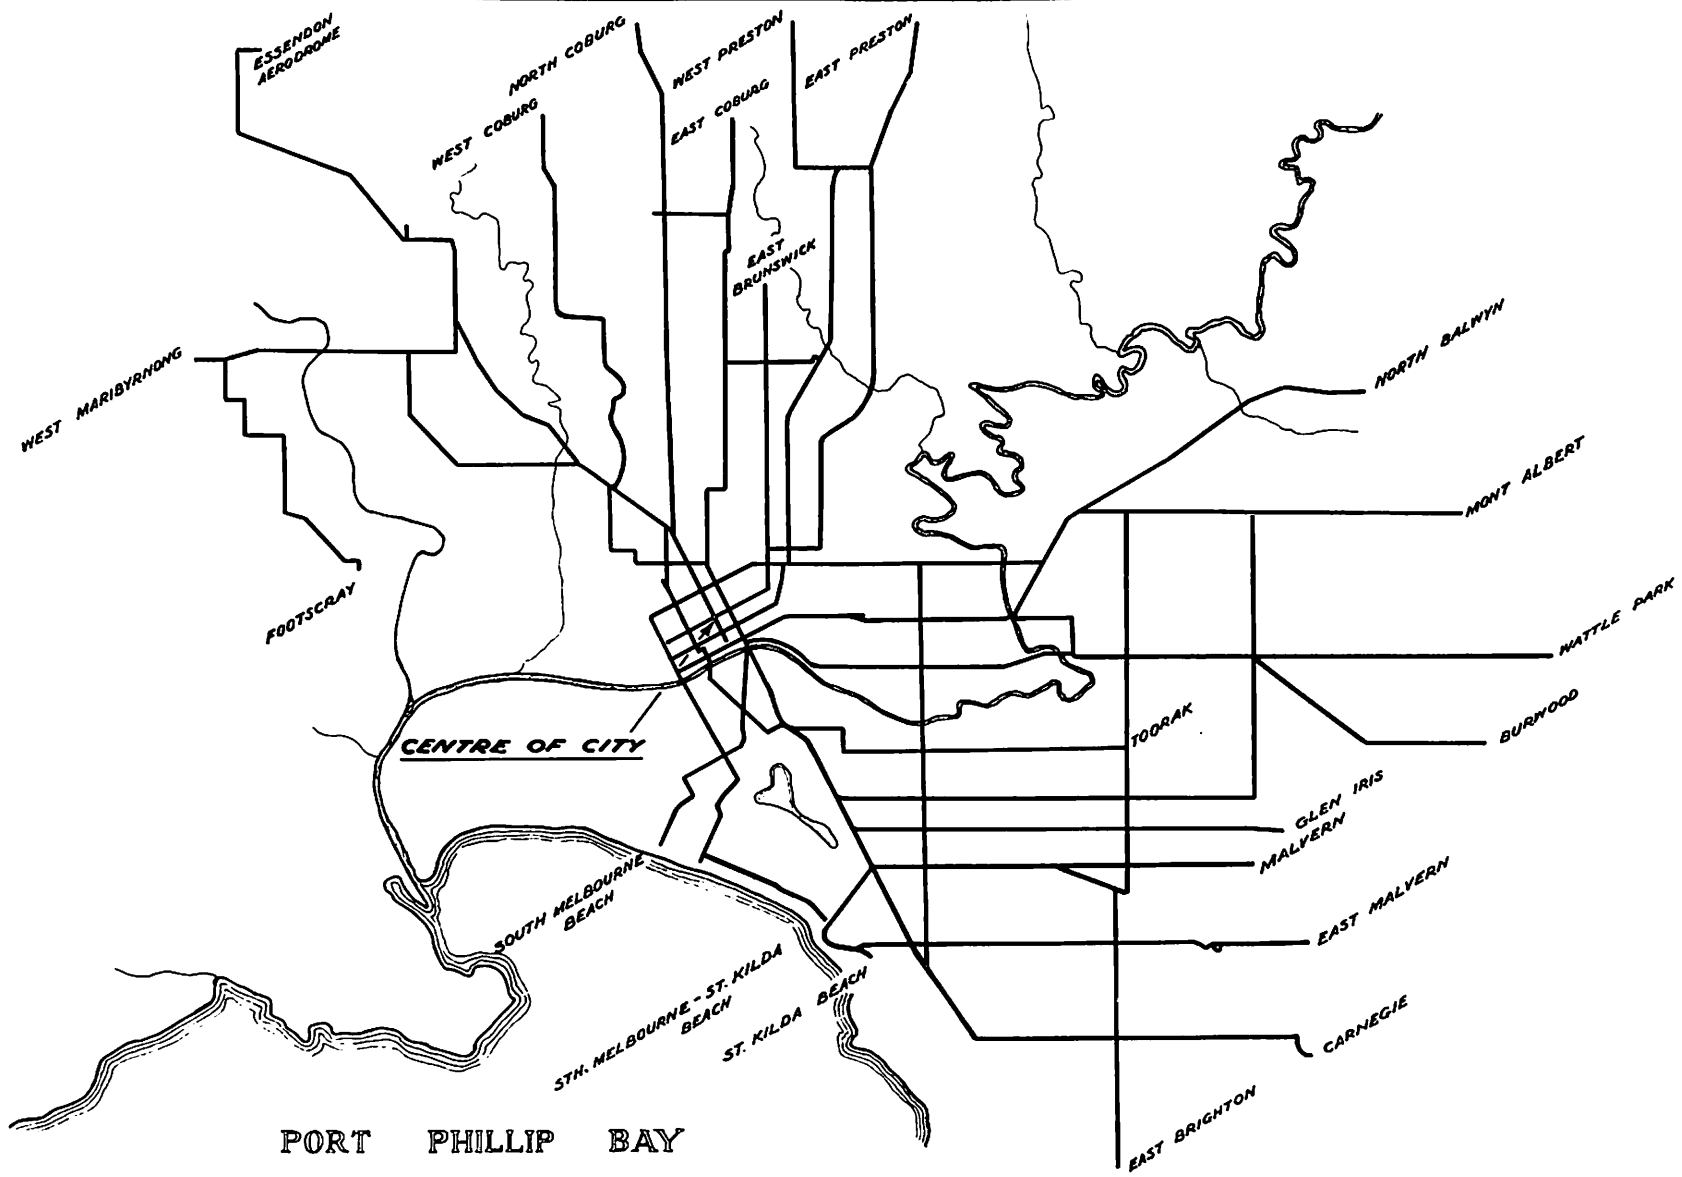 ESSENDON
AERODROME
NORTH COBURG
WEST COBURG
WEST PRESTON
EAST COBURG
EAST PRESTON
EAST
BRUNSWICK
WEST MARIBYRNONG
FOOTSCRAY
NORTH BALWYN
MONT ALBERT
WATTLE PARK
BURWOOD
TOORAK
CENTRE OF CITY
GLEN IRIS
MALVERN
EAST MALVERN
SOUTH MELBOURNE
BEACH
STH. MELBOURNE - ST. KILDA
BEACH
ST. KILDA BEACH
CARNEGIE
EAST BRIGHTON
PORT PHILLIP BAY